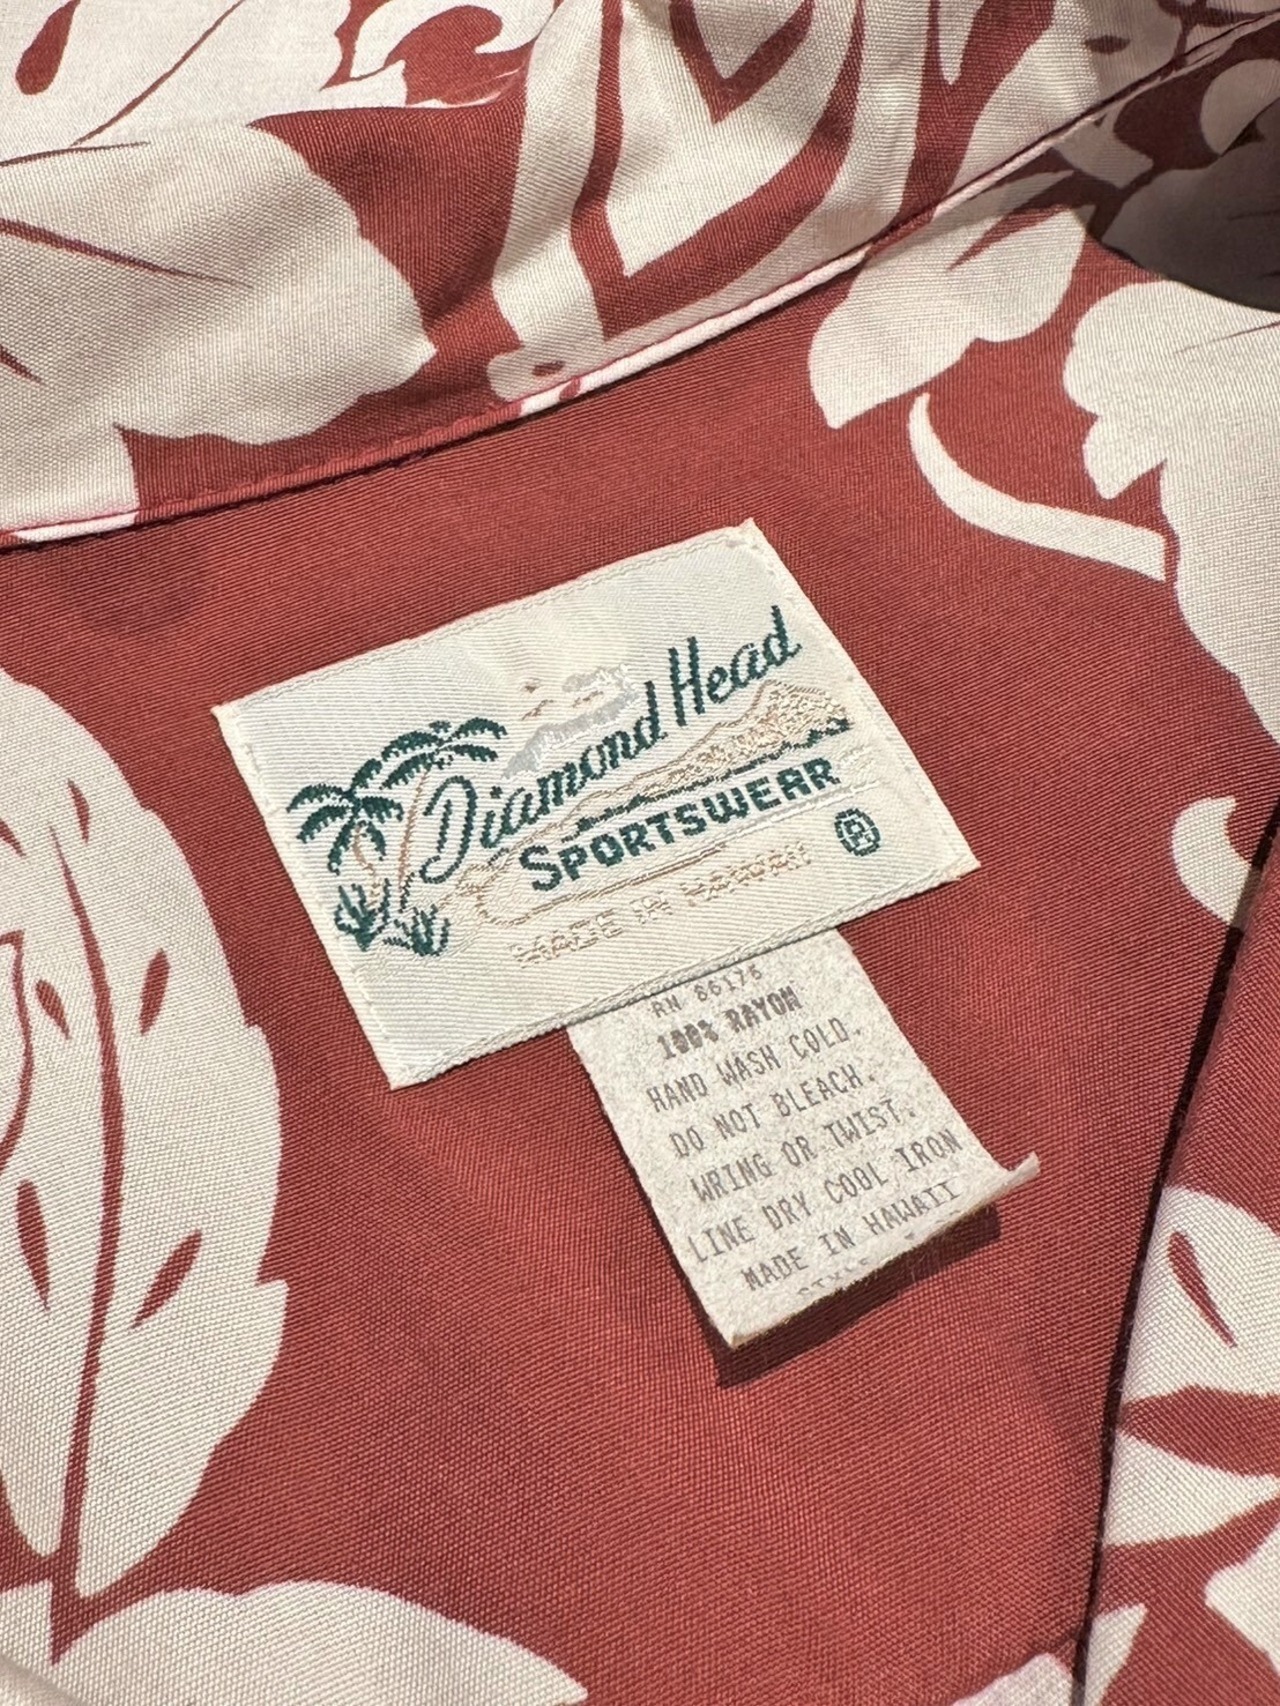 Diamond Head
SPORTSWEAR ®
MADE IN HAWAII
RN 86176
100% RAYON
HAND WASH COLD.
DO NOT BLEACH.
WRING OR TWIST.
LINE DRY COOL IRON
MADE IN HAWAII